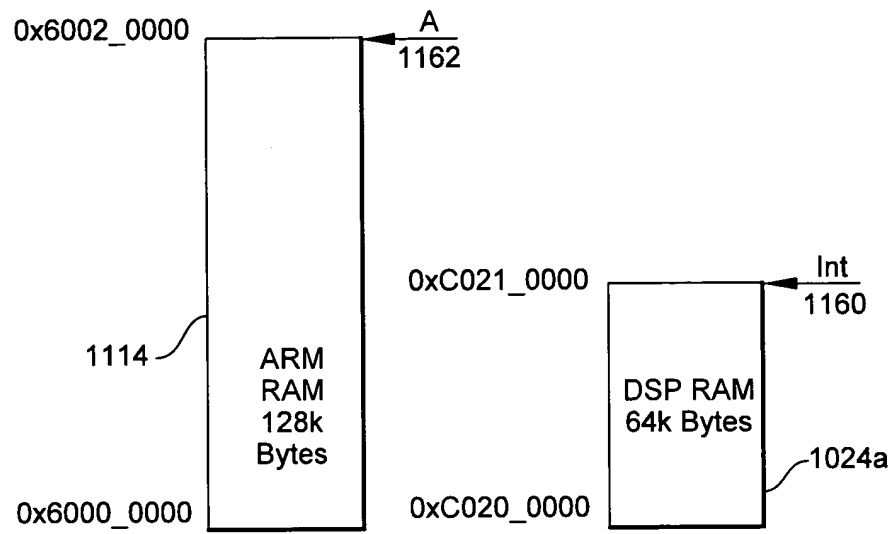 0x6002_0000
A
1162
0xC021_0000
Int
1160
1114
ARM
RAM
128k
Bytes
DSP RAM
64k Bytes
1024a
0x6000_0000
0xC020_0000